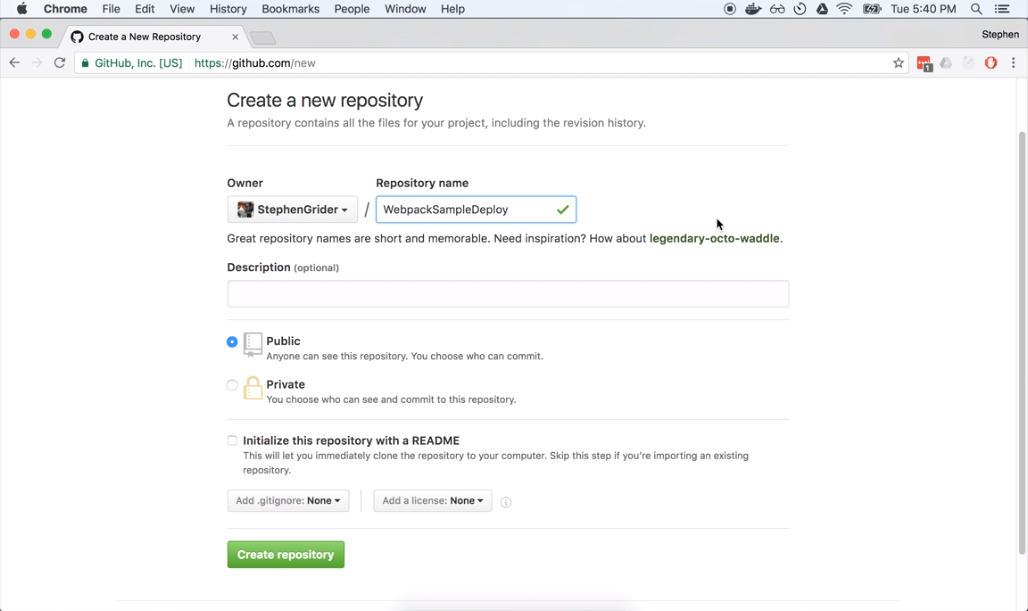 Chrome File Edit View History Bookmarks People Window Help Tue 5:40 PM
Create a New Repository × Stephen
GitHub, Inc. [US] https://github.com/new 1
Create a new repository
A repository contains all the files for your project, including the revision history.
Owner Repository name
StephenGrider / WebpackSampleDeploy
Great repository names are short and memorable. Need inspiration? How about legendary-octo-waddle.
Description (optional)
Public
Anyone can see this repository. You choose who can commit.
Private
You choose who can see and commit to this repository.
Initialize this repository with a README
This will let you immediately clone the repository to your computer. Skip this step if you’re importing an existing
repository.
Add .gitignore: None Add a license: None
Create repository